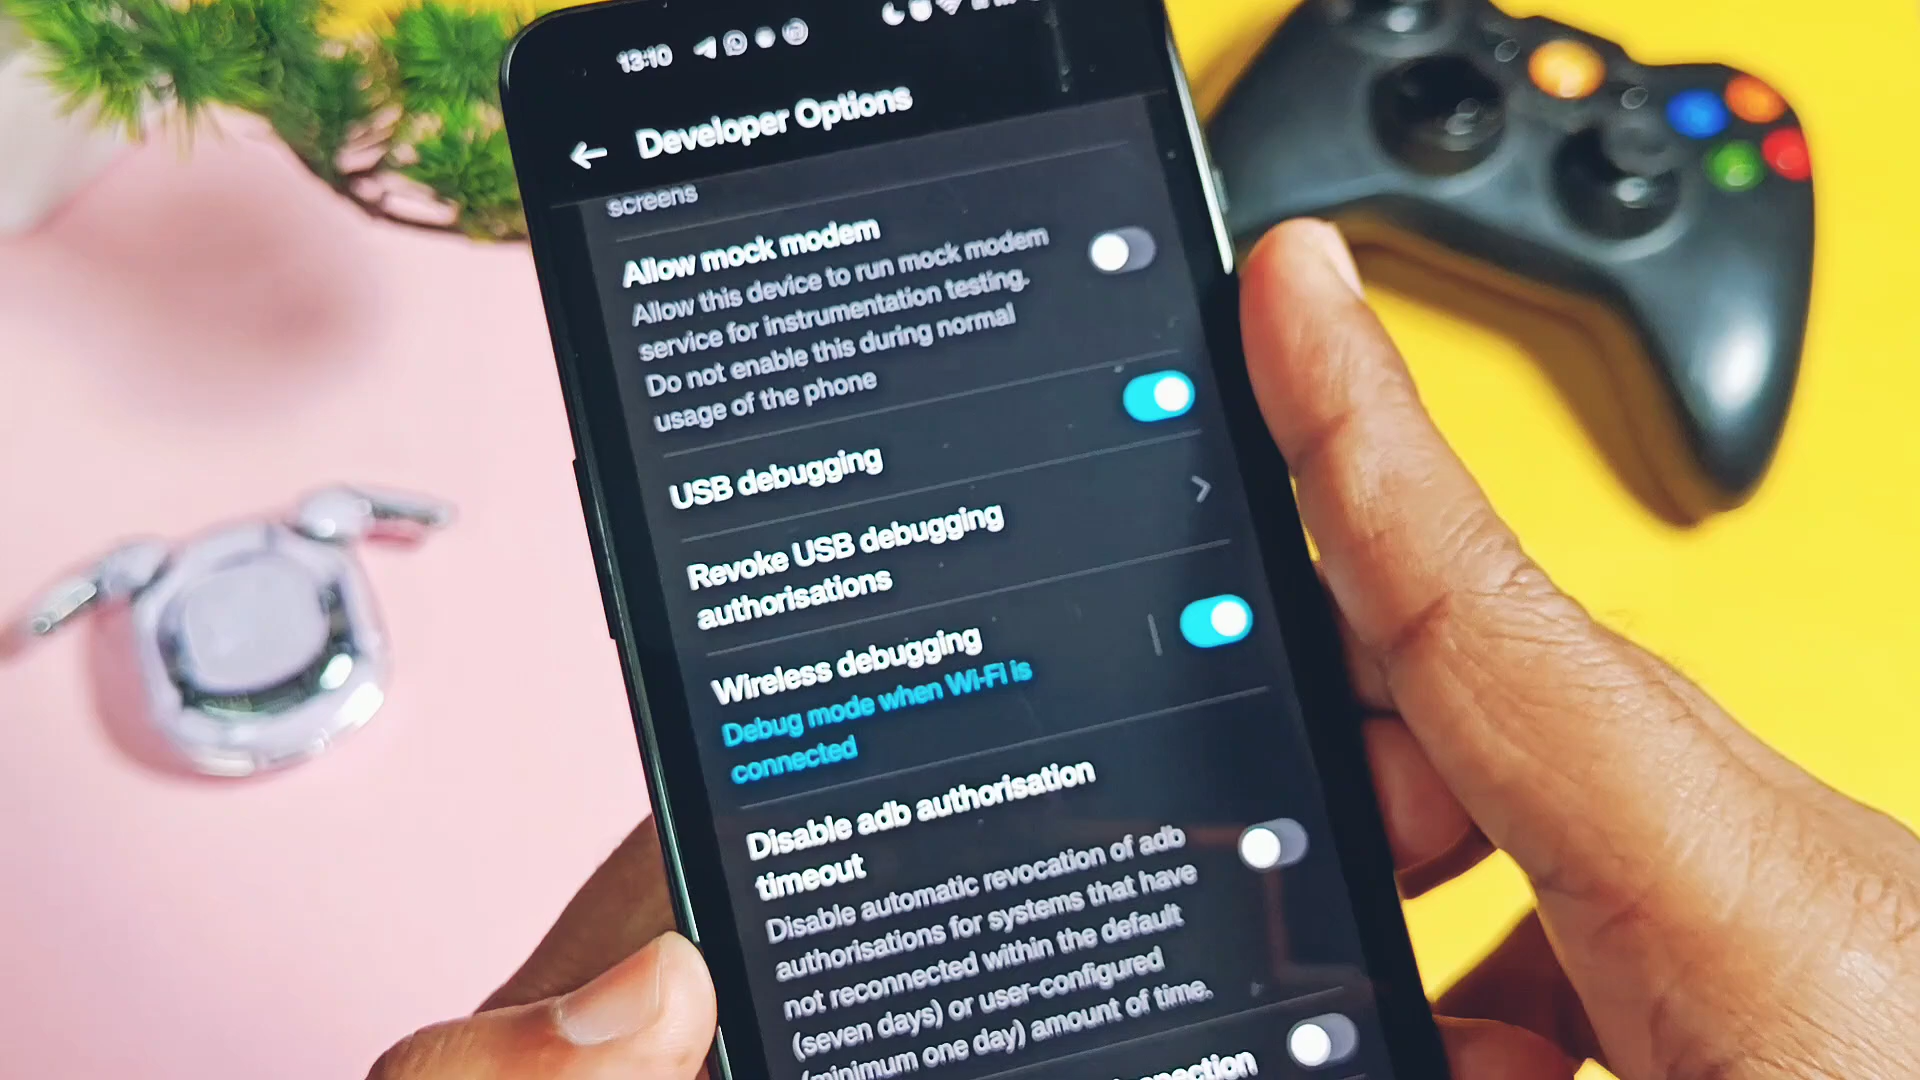 13:10
Developer Options
screens
Allow mock modem
Allow this device to run mock modem
service for instrumentation testing.
Do not enable this during normal
usage of the phone
USB debugging
Revoke USB debugging
authorisations
Wireless debugging
Debug mode when Wi-Fi is
connected
Disable adb authorisation
timeout
Disable automatic revocation of adb
authorisations for systems that have
not reconnected within the default
(seven days) or user-configured
(minimum one day) amount of time.